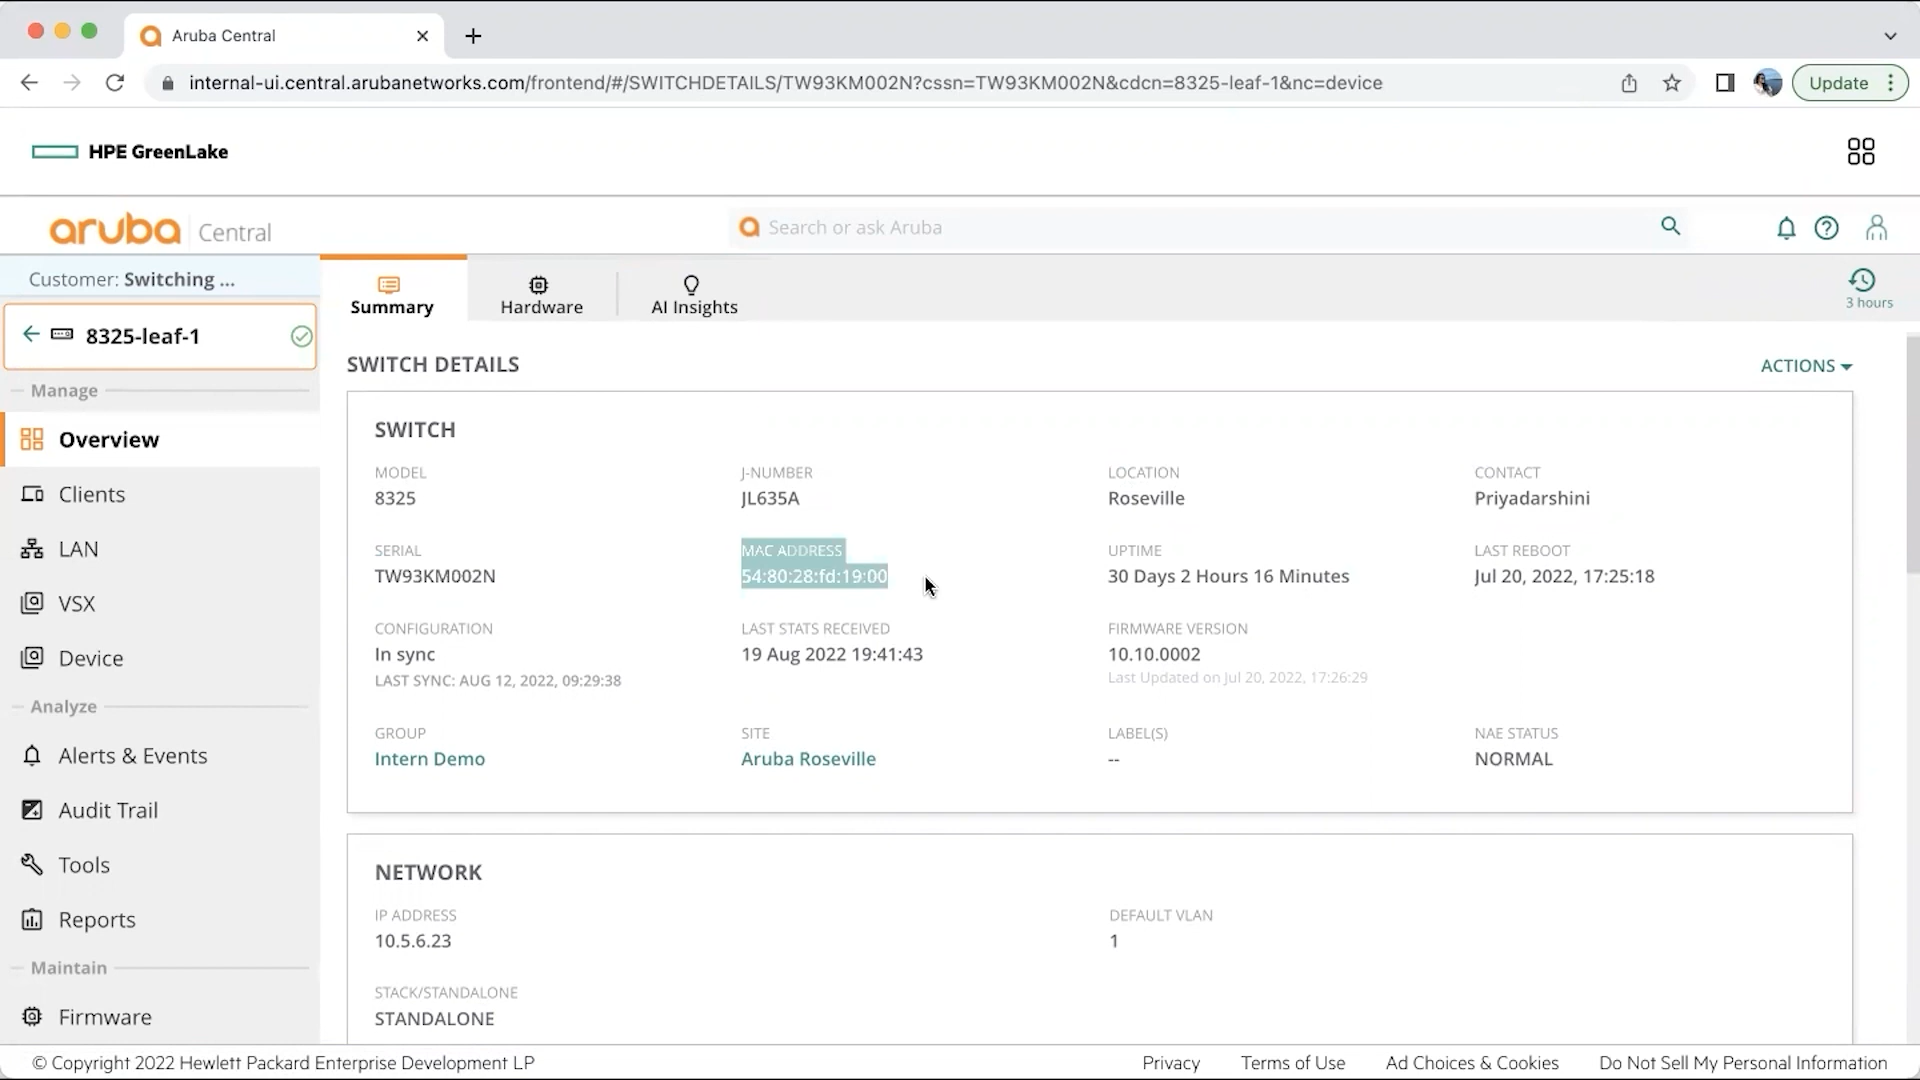 Aruba Central
internal-ui.central.arubanetworks.com/frontend/#/SWITCHDETAILS/TW93KM002N?cssn=TW93KM002N&cdcn=8325-leaf-1&nc=device
Update
HPE GreenLake
aruba Central
Search or ask Aruba
Customer: Switching ...
8325-leaf-1
Manage
Overview
Clients
LAN
VSX
Device
Analyze
Alerts & Events
Audit Trail
Tools
Reports
Maintain
Firmware
Summary
Hardware
AI Insights
3 hours
SWITCH DETAILS
ACTIONS
SWITCH
MODEL
8325
J-NUMBER
JL635A
LOCATION
Roseville
CONTACT
Priyadarshini
SERIAL
TW93KM002N
MAC ADDRESS
54:80:28:fd:19:00
UPTIME
30 Days 2 Hours 16 Minutes
LAST REBOOT
Jul 20, 2022, 17:25:18
CONFIGURATION
In sync
LAST SYNC: AUG 12, 2022, 09:29:38
LAST STATS RECEIVED
19 Aug 2022 19:41:43
FIRMWARE VERSION
10.10.0002
Last Updated on Jul 20, 2022, 17:26:29
GROUP
Intern Demo
SITE
Aruba Roseville
LABEL(S)
--
NAE STATUS
NORMAL
NETWORK
IP ADDRESS
10.5.6.23
DEFAULT VLAN
1
STACK/STANDALONE
STANDALONE
© Copyright 2022 Hewlett Packard Enterprise Development LP
Privacy
Terms of Use
Ad Choices & Cookies
Do Not Sell My Personal Information